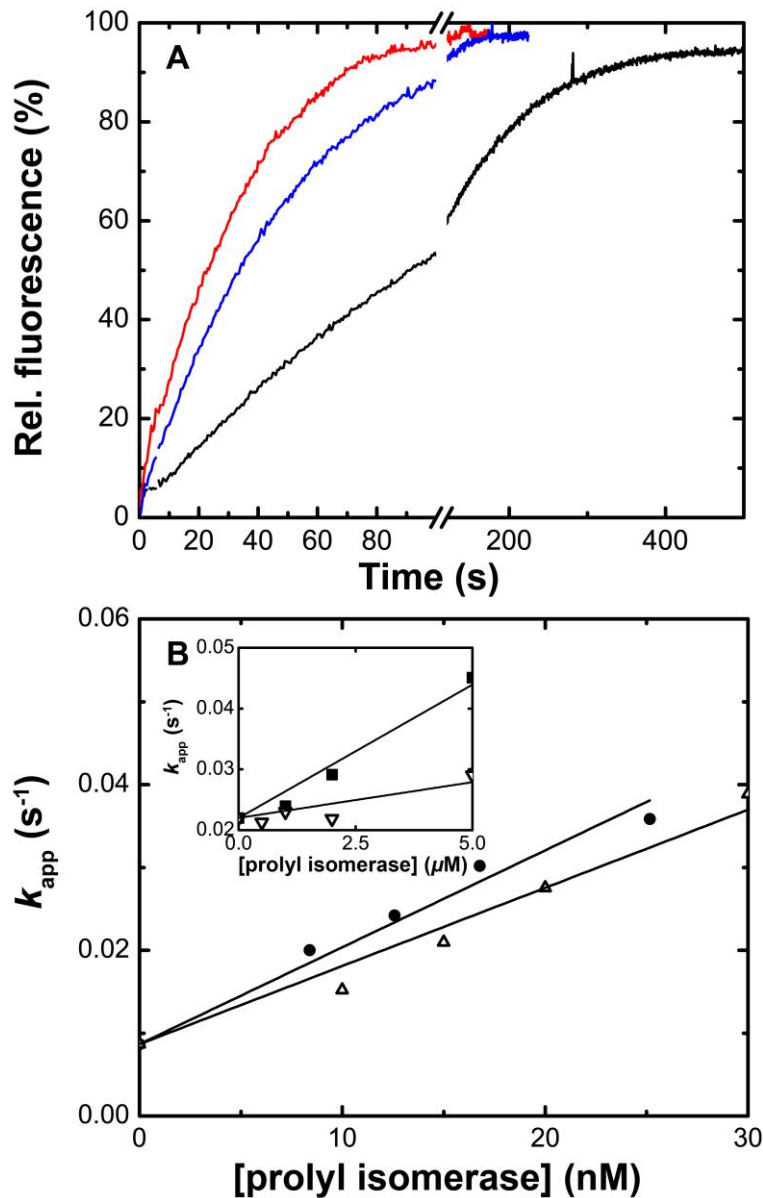 A
100
80
60
40
20
0
Rel. fluorescence (%)
0 20 40 60 80 200 400
Time (s)
B
0.06
0.04
0.02
0.00
k_app (s⁻¹)
0.05
0.04
0.03
0.02
k_app (s⁻¹)
0.0 2.5 5.0
[prolyl isomerase] (μM)
0 10 20 30
[prolyl isomerase] (nM)